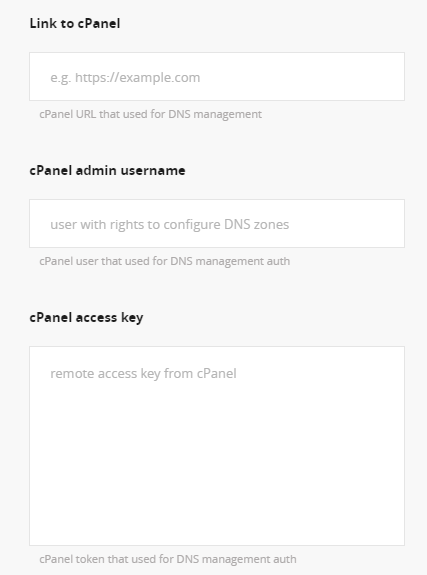 Link to cPanel
e.g. https://example.com
cPanel URL that used for DNS management
cPanel admin username
user with rights to configure DNS zones
cPanel user that used for DNS management auth
cPanel access key
remote access key from cPanel
cPanel token that used for DNS management auth